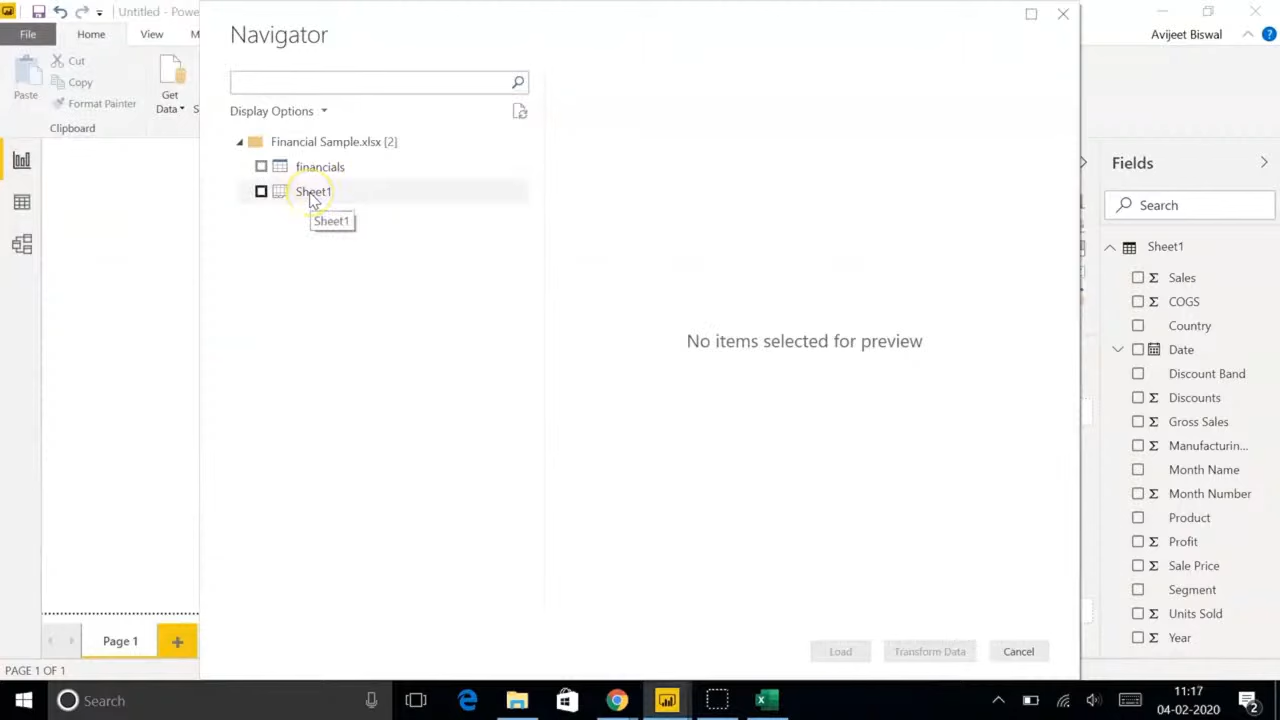 Untitled - Powe
File
Home
View
M
Avijeet Biswal
Paste
Cut
Copy
Format Painter
Clipboard
Get
Data
S
Navigator
Display Options
Financial Sample.xlsx [2]
financials
Sheet1
Sheet1
No items selected for preview
Load
Transform Data
Cancel
Fields
Search
Sheet1
Sales
COGS
Country
Date
Discount Band
Discounts
Gross Sales
Manufacturin...
Month Name
Month Number
Product
Profit
Sale Price
Segment
Units Sold
Year
Page 1
PAGE 1 OF 1
Search
11:17
04-02-2020
2